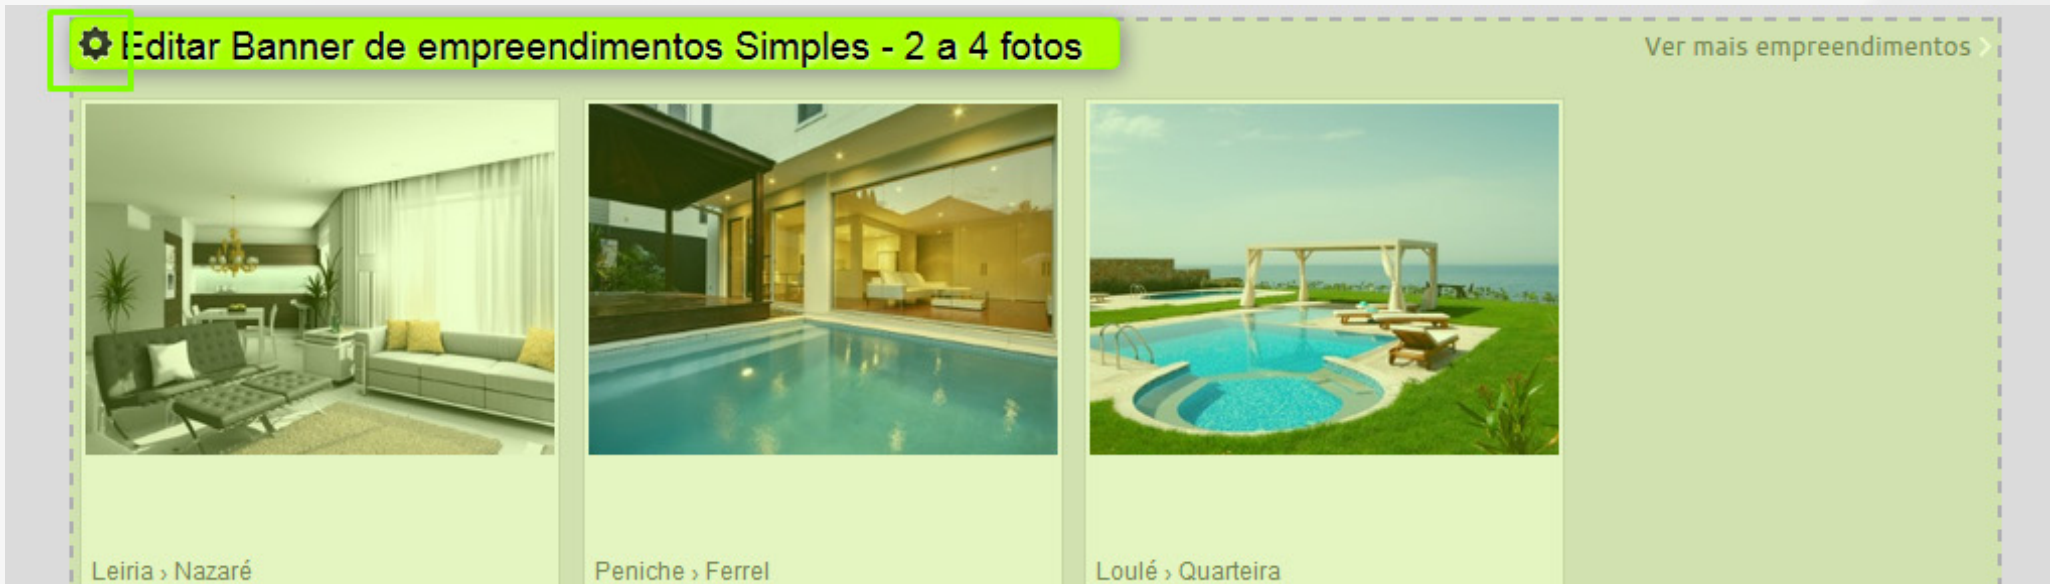 Editar Banner de empreendimentos Simples - 2 a 4 fotos
Ver mais empreendimentos >
Leiria › Nazaré
Peniche › Ferrel
Loulé › Quarteira